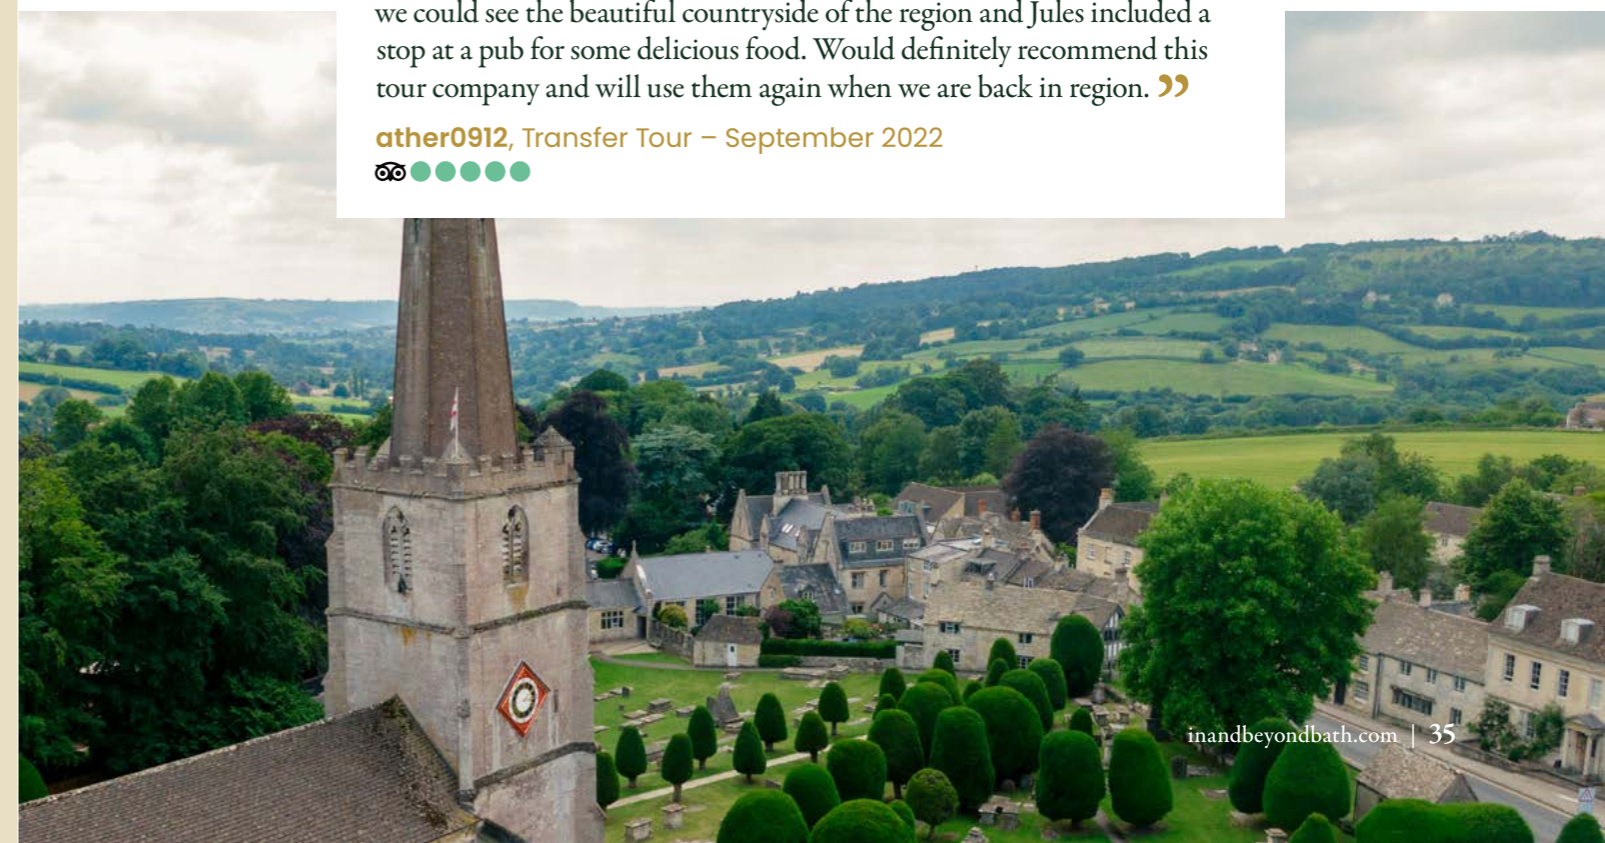 we could see the beautiful countryside of the region and Jules included a
stop at a pub for some delicious food. Would definitely recommend this
tour company and will use them again when we are back in region. ”
ather0912, Transfer Tour – September 2022
inandbeyondbath.com | 35